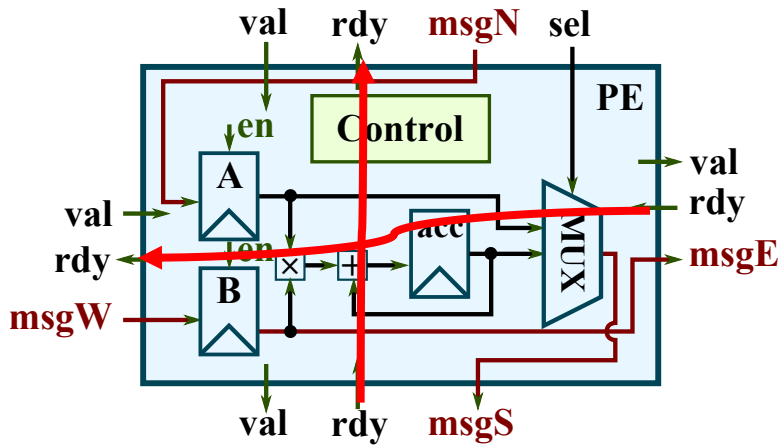 val rdy msgN sel
PE
Control
en
A
val
rdy
val
rdy
acc
MUX
rdy
en
msgE
×
+
B
msgW
val rdy msgS